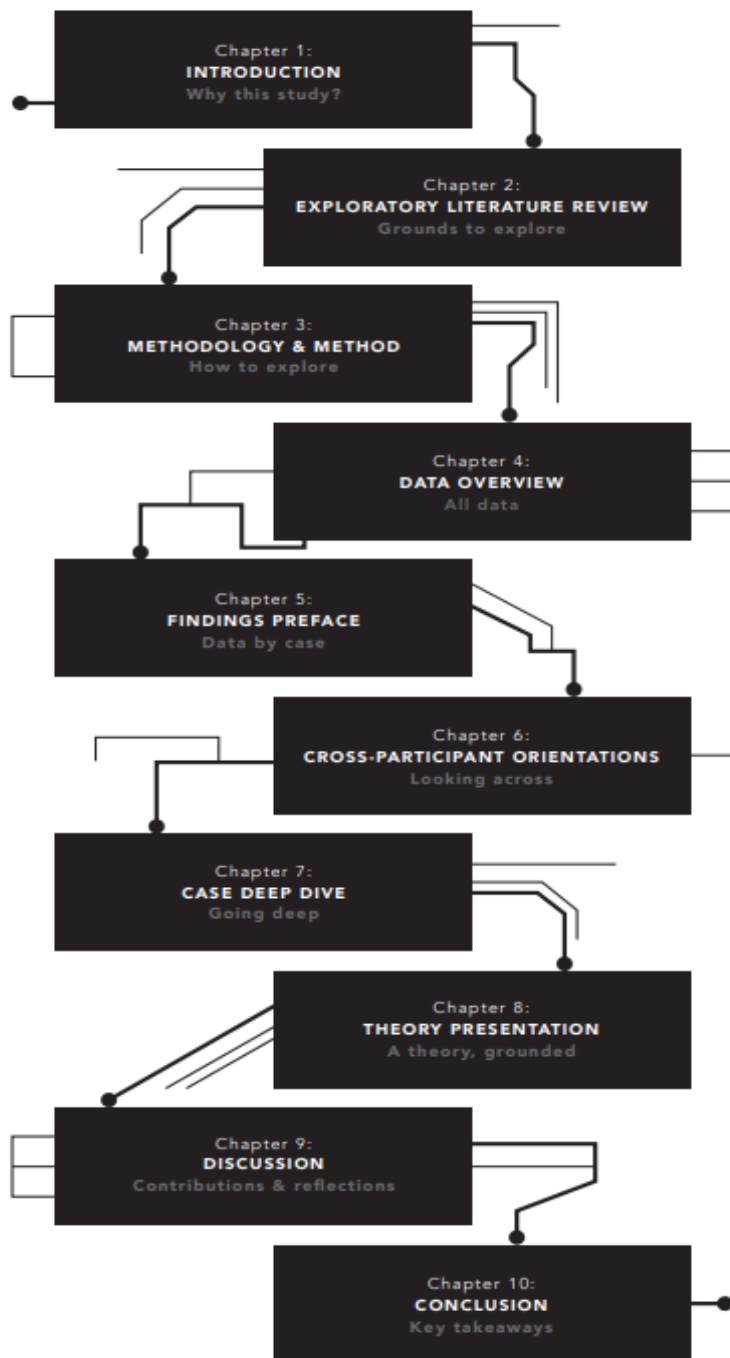 Chapter 1:
INTRODUCTION
Why this study?
Chapter 2:
EXPLORATORY LITERATURE REVIEW
Grounds to explore
Chapter 3:
METHODOLOGY & METHOD
How to explore
Chapter 4:
DATA OVERVIEW
All data
Chapter 5:
FINDINGS PREFACE
Data by case
Chapter 6:
CROSS-PARTICIPANT ORIENTATIONS
Looking across
Chapter 7:
CASE DEEP DIVE
Going deep
Chapter 8:
THEORY PRESENTATION
A theory, grounded
Chapter 9:
DISCUSSION
Contributions & reflections
Chapter 10:
CONCLUSION
Key takeaways